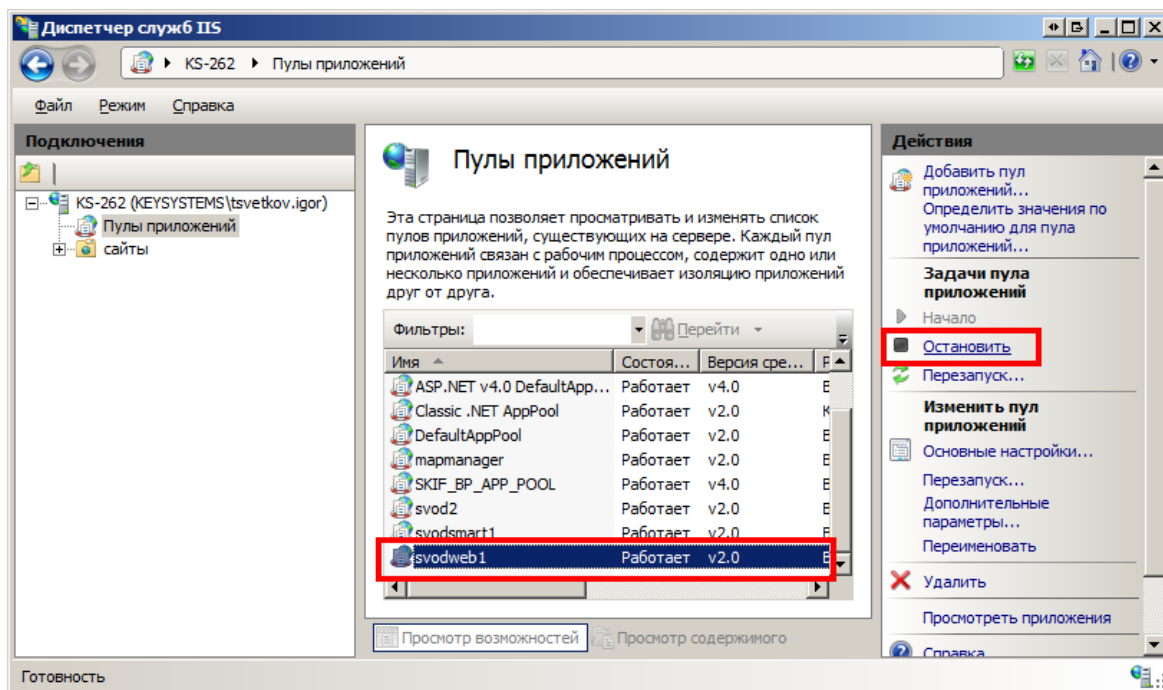 Диспетчер служб IIS
KS-262
Пулы приложений
Файл Режим Справка
Подключения
KS-262 (KEYSYSTEMS\tsvetkov.igor)
Пулы приложений
сайты
Пулы приложений
Эта страница позволяет просматривать и изменять список
пулов приложений, существующих на сервере. Каждый пул
приложений связан с рабочим процессом, содержит одно или
несколько приложений и обеспечивает изоляцию приложений
друг от друга.
Фильтры: Перейти
Имя Состоя... Версия сре...
ASP.NET v4.0 DefaultApp... Работает v4.0
Classic .NET AppPool Работает v2.0
DefaultAppPool Работает v2.0
mapmanager Работает v2.0
SKIF_BP_APP_POOL Работает v4.0
svod2 Работает v2.0
svodsmart1 Работает v2.0
svodweb1 Работает v2.0
Просмотр возможностей Просмотр содержимого
Действия
Добавить пул
приложений...
Определить значения по
умолчанию для пула
приложений...
Задачи пула
приложений
Начало
Остановить
Перезапуск...
Изменить пул
приложений
Основные настройки...
Перезапуск...
Дополнительные
параметры...
Переименовать
Удалить
Просмотреть приложения
Справка
Готовность